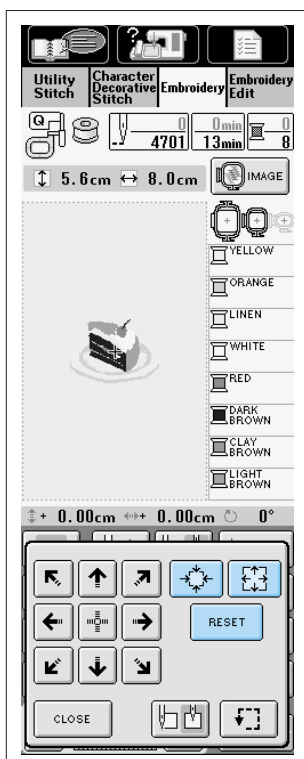 Utility Stitch
Character Decorative Stitch
Embroidery
Embroidery Edit
Q
0
4701
0min
13min
0
8
5.6cm
8.0cm
IMAGE
YELLOW
ORANGE
LINEN
WHITE
RED
DARK BROWN
CLAY BROWN
LIGHT BROWN
+ 0.00cm
+ 0.00cm
0°
RESET
CLOSE